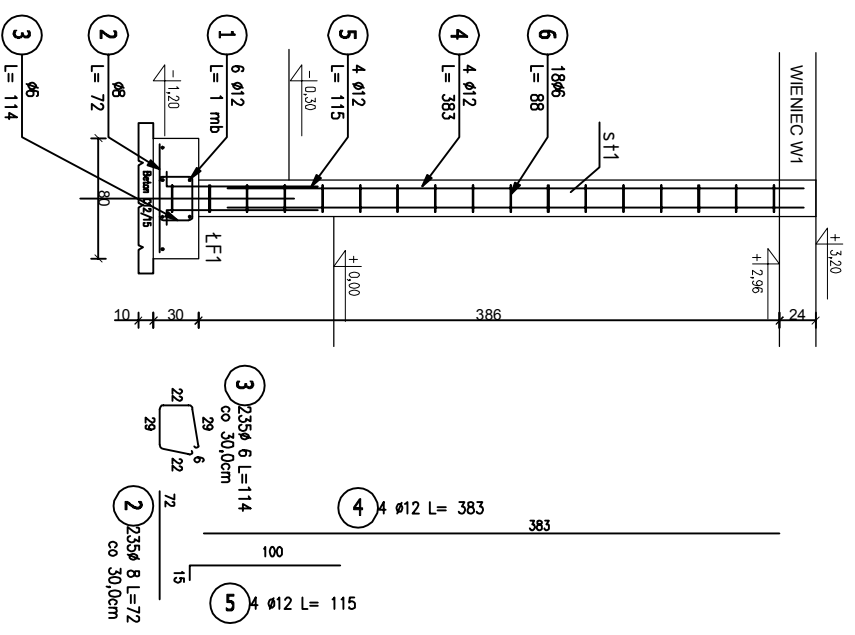 WIENIEC W1
+ 3,20
+ 2,96
24
386
6
18ø6
L= 88
st1
4
4 ø12
L= 383
5
4 ø12
L= 115
- 0,30
+ 0,00
1
6 ø12
L= 1 mb
- 1,20
ŁF1
2
ø8
L= 72
3
ø6
L= 114
80
30
10
3
235ø 6 L=114
co 30,0cm
22
29
29
22
6
2
235ø 8 L=72
co 30,0cm
72
4
4 ø12 L= 383
383
100
15
5
4 ø12 L= 115